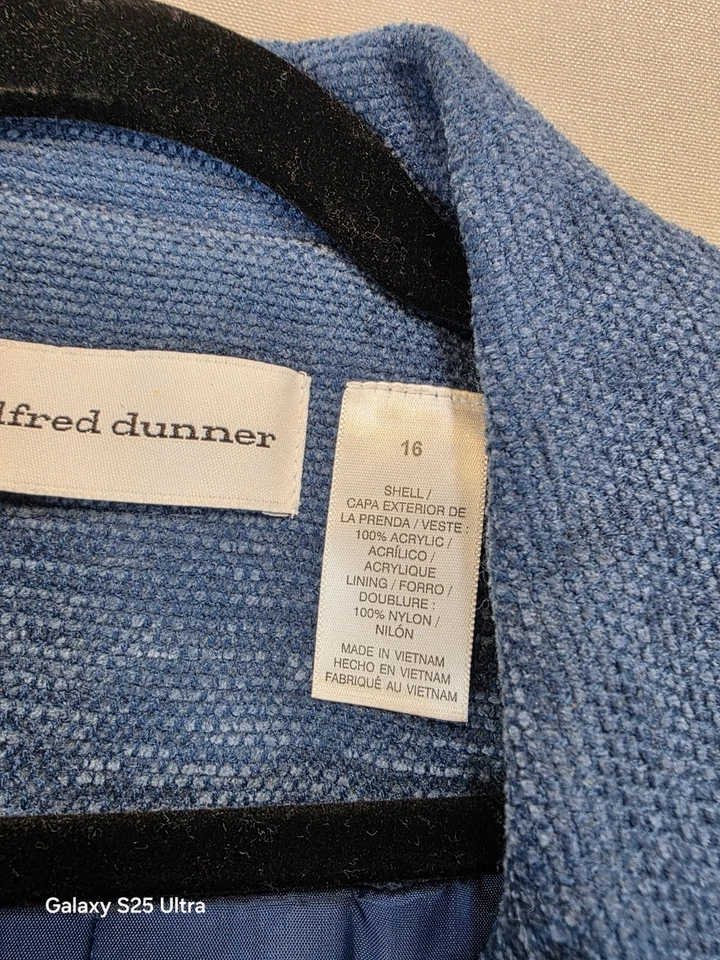 lfred dunner
16
SHELL /
CAPA EXTERIOR DE
LA PRENDA / VESTE :
100% ACRYLIC /
ACRÍLICO /
ACRYLIQUE
LINING / FORRO /
DOUBLURE :
100% NYLON /
NILÓN
MADE IN VIETNAM
HECHO EN VIETNAM
FABRIQUÉ AU VIETNAM
Galaxy S25 Ultra